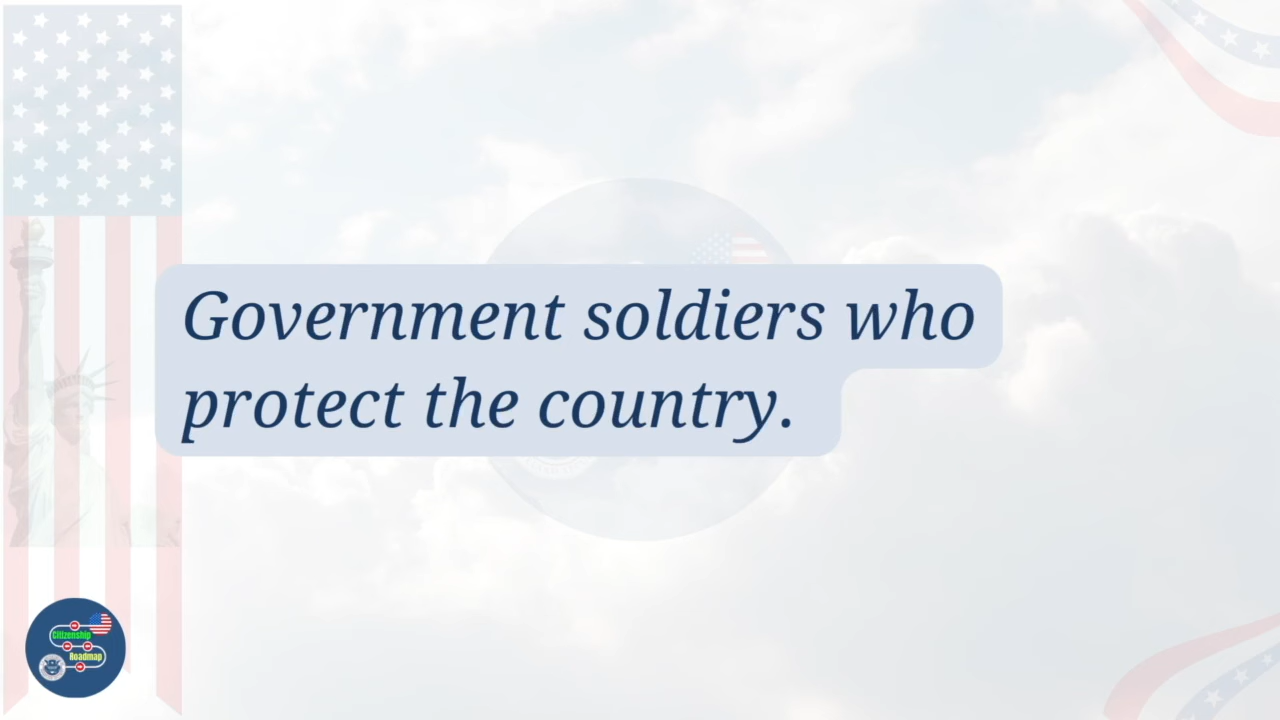 Government soldiers who
protect the country.
Citizenship
Roadmap